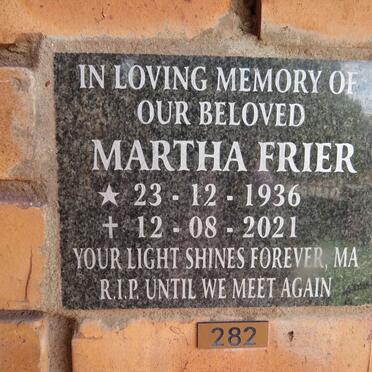 IN LOVING MEMORY OF
OUR BELOVED
MARTHA FRIER
★ 23 - 12 - 1936
✝ 12 - 08 - 2021
YOUR LIGHT SHINES FOREVER, MA
R.I.P. UNTIL WE MEET AGAIN
282